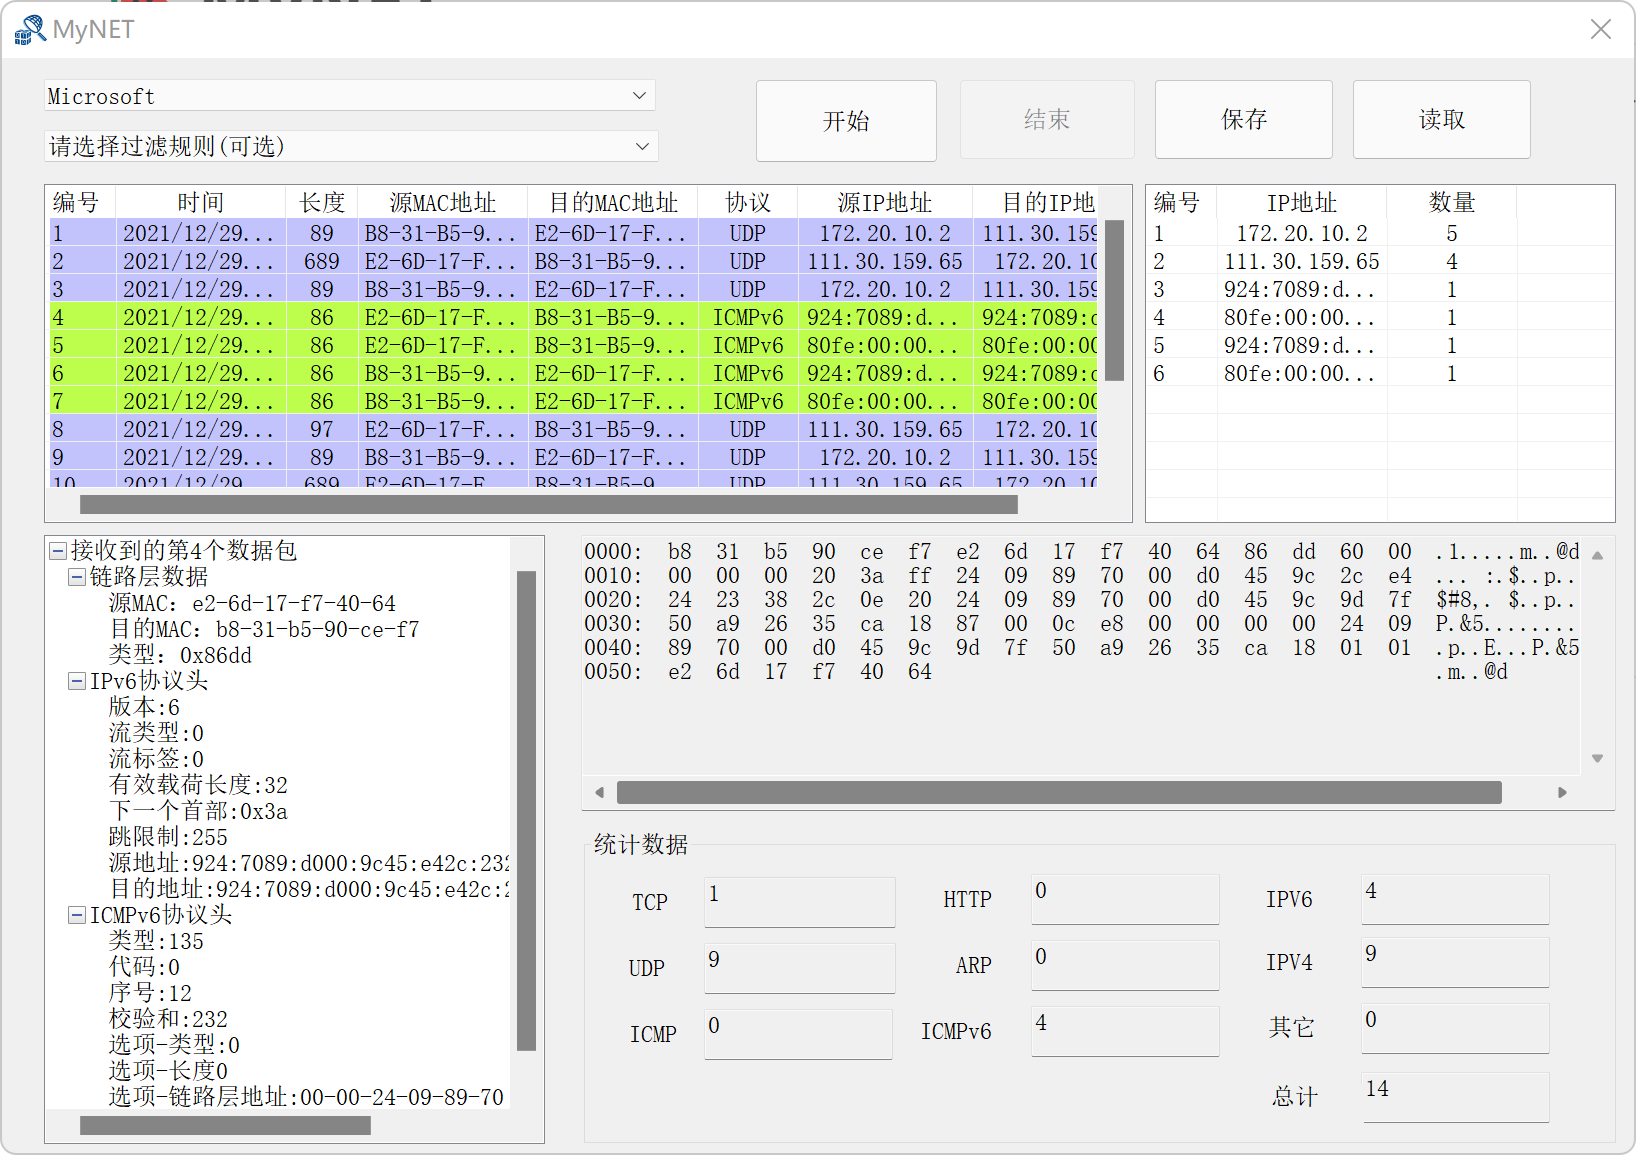 MyNET
Microsoft
请选择过滤规则(可选)
开始
结束
保存
读取
编号 时间 长度 源MAC地址 目的MAC地址 协议 源IP地址 目的IP地
1 2021/12/29... 89 B8-31-B5-9... E2-6D-17-F... UDP 172.20.10.2 111.30.159
2 2021/12/29... 689 E2-6D-17-F... B8-31-B5-9... UDP 111.30.159.65 172.20.10
3 2021/12/29... 89 B8-31-B5-9... E2-6D-17-F... UDP 172.20.10.2 111.30.159
4 2021/12/29... 86 E2-6D-17-F... B8-31-B5-9... ICMPv6 924:7089:d... 924:7089:d
5 2021/12/29... 86 E2-6D-17-F... B8-31-B5-9... ICMPv6 80fe:00:00... 80fe:00:00
6 2021/12/29... 86 B8-31-B5-9... E2-6D-17-F... ICMPv6 924:7089:d... 924:7089:d
7 2021/12/29... 86 B8-31-B5-9... E2-6D-17-F... ICMPv6 80fe:00:00... 80fe:00:00
8 2021/12/29... 97 E2-6D-17-F... B8-31-B5-9... UDP 111.30.159.65 172.20.10
9 2021/12/29... 89 B8-31-B5-9... E2-6D-17-F... UDP 172.20.10.2 111.30.159
10 2021/12/29... 689 E2-6D-17-F... B8-31-B5-9... UDP 111.30.159.65 172.20.10
编号 IP地址 数量
1 172.20.10.2 5
2 111.30.159.65 4
3 924:7089:d... 1
4 80fe:00:00... 1
5 924:7089:d... 1
6 80fe:00:00... 1
接收到的第4个数据包
链路层数据
源MAC: e2-6d-17-f7-40-64
目的MAC: b8-31-b5-90-ce-f7
类型: 0x86dd
IPv6协议头
版本:6
流类型:0
流标签:0
有效载荷长度:32
下一个首部:0x3a
跳限制:255
源地址:924:7089:d000:9c45:e42c:232
目的地址:924:7089:d000:9c45:e42c:2
ICMPv6协议头
类型:135
代码:0
序号:12
校验和:232
选项-类型:0
选项-长度0
选项-链路层地址:00-00-24-09-89-70
0000: b8 31 b5 90 ce f7 e2 6d 17 f7 40 64 86 dd 60 00 .1.....m..@d
0010: 00 00 00 20 3a ff 24 09 89 70 00 d0 45 9c 2c e4 ... :.$..p..
0020: 24 23 38 2c 0e 20 24 09 89 70 00 d0 45 9c 9d 7f $#8,. $..p..
0030: 50 a9 26 35 ca 18 87 00 0c e8 00 00 00 00 24 09 P.&5........
0040: 89 70 00 d0 45 9c 9d 7f 50 a9 26 35 ca 18 01 01 .p..E...P.&5
0050: e2 6d 17 f7 40 64 .m..@d
统计数据
TCP 1 HTTP 0 IPV6 4
UDP 9 ARP 0 IPV4 9
ICMP 0 ICMPv6 4 其它 0
总计 14